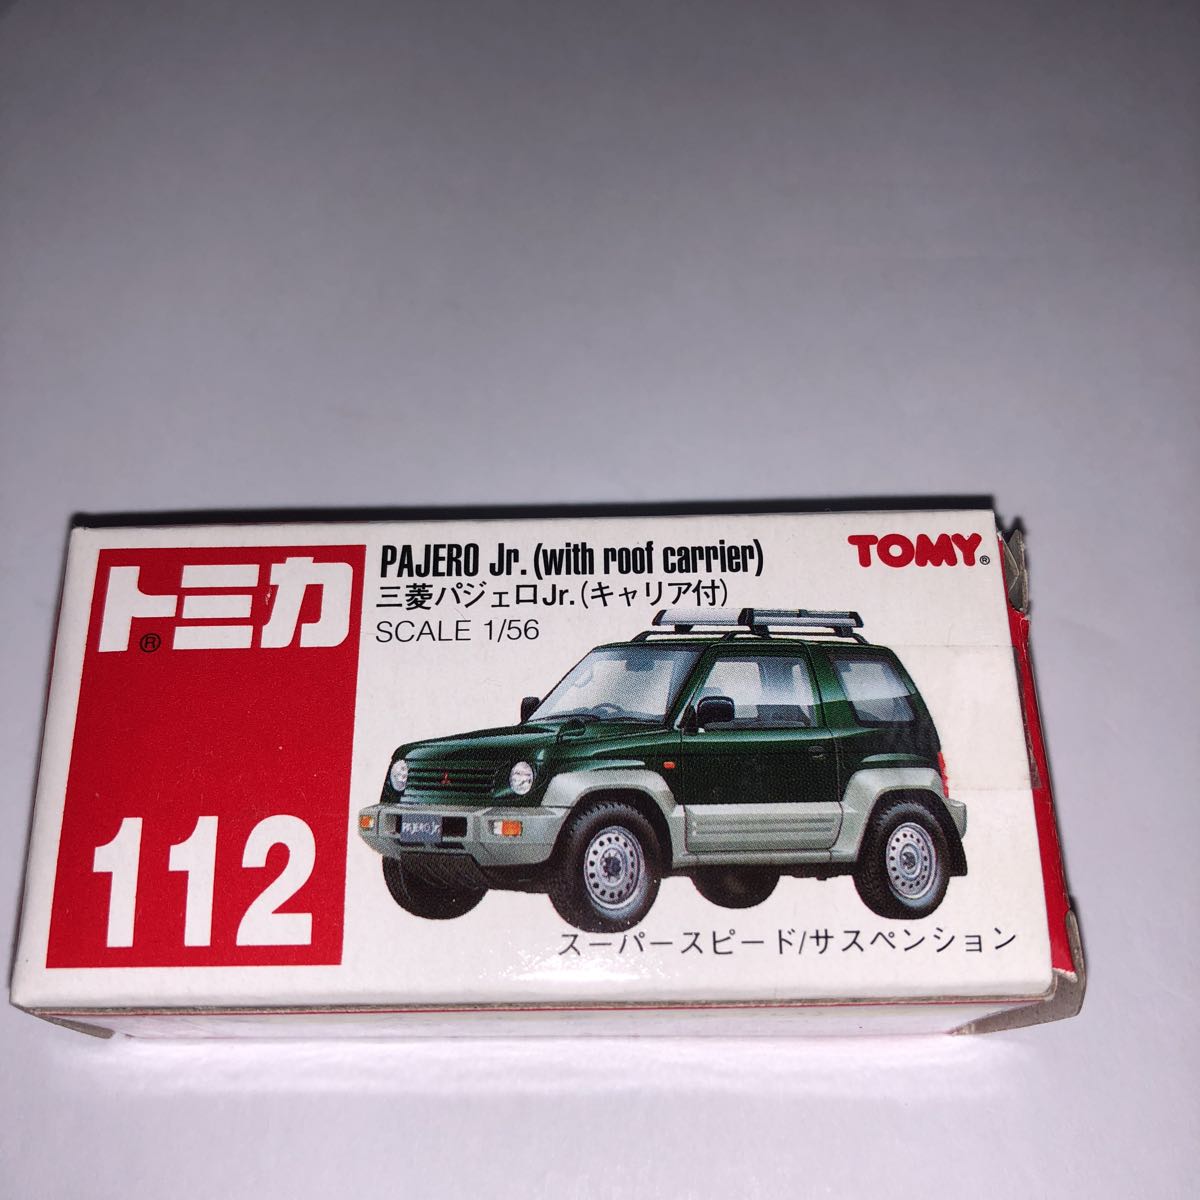 トミカ®
112
PAJERO Jr. (with roof carrier)
三菱パジェロJr.(キャリア付)
SCALE 1/56
TOMY®
PAJERO Jr.
スーパースピード/サスペンション